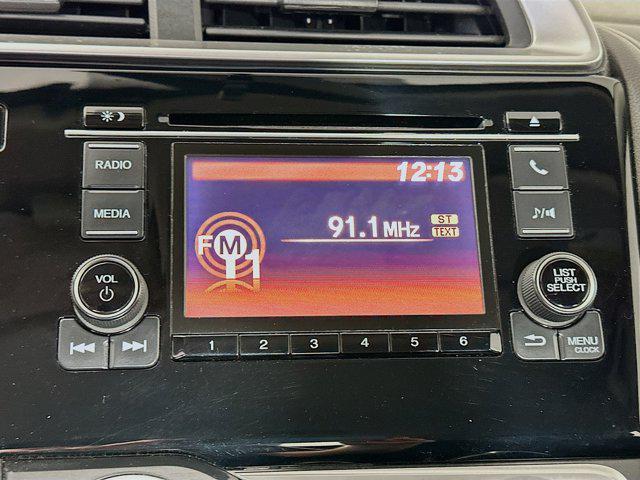 RADIO
MEDIA
VOL
12:13
91.1 MHz
ST
TEXT
FM
1
♪/
LIST
PUSH
SELECT
1 2 3 4 5 6
MENU
CLOCK